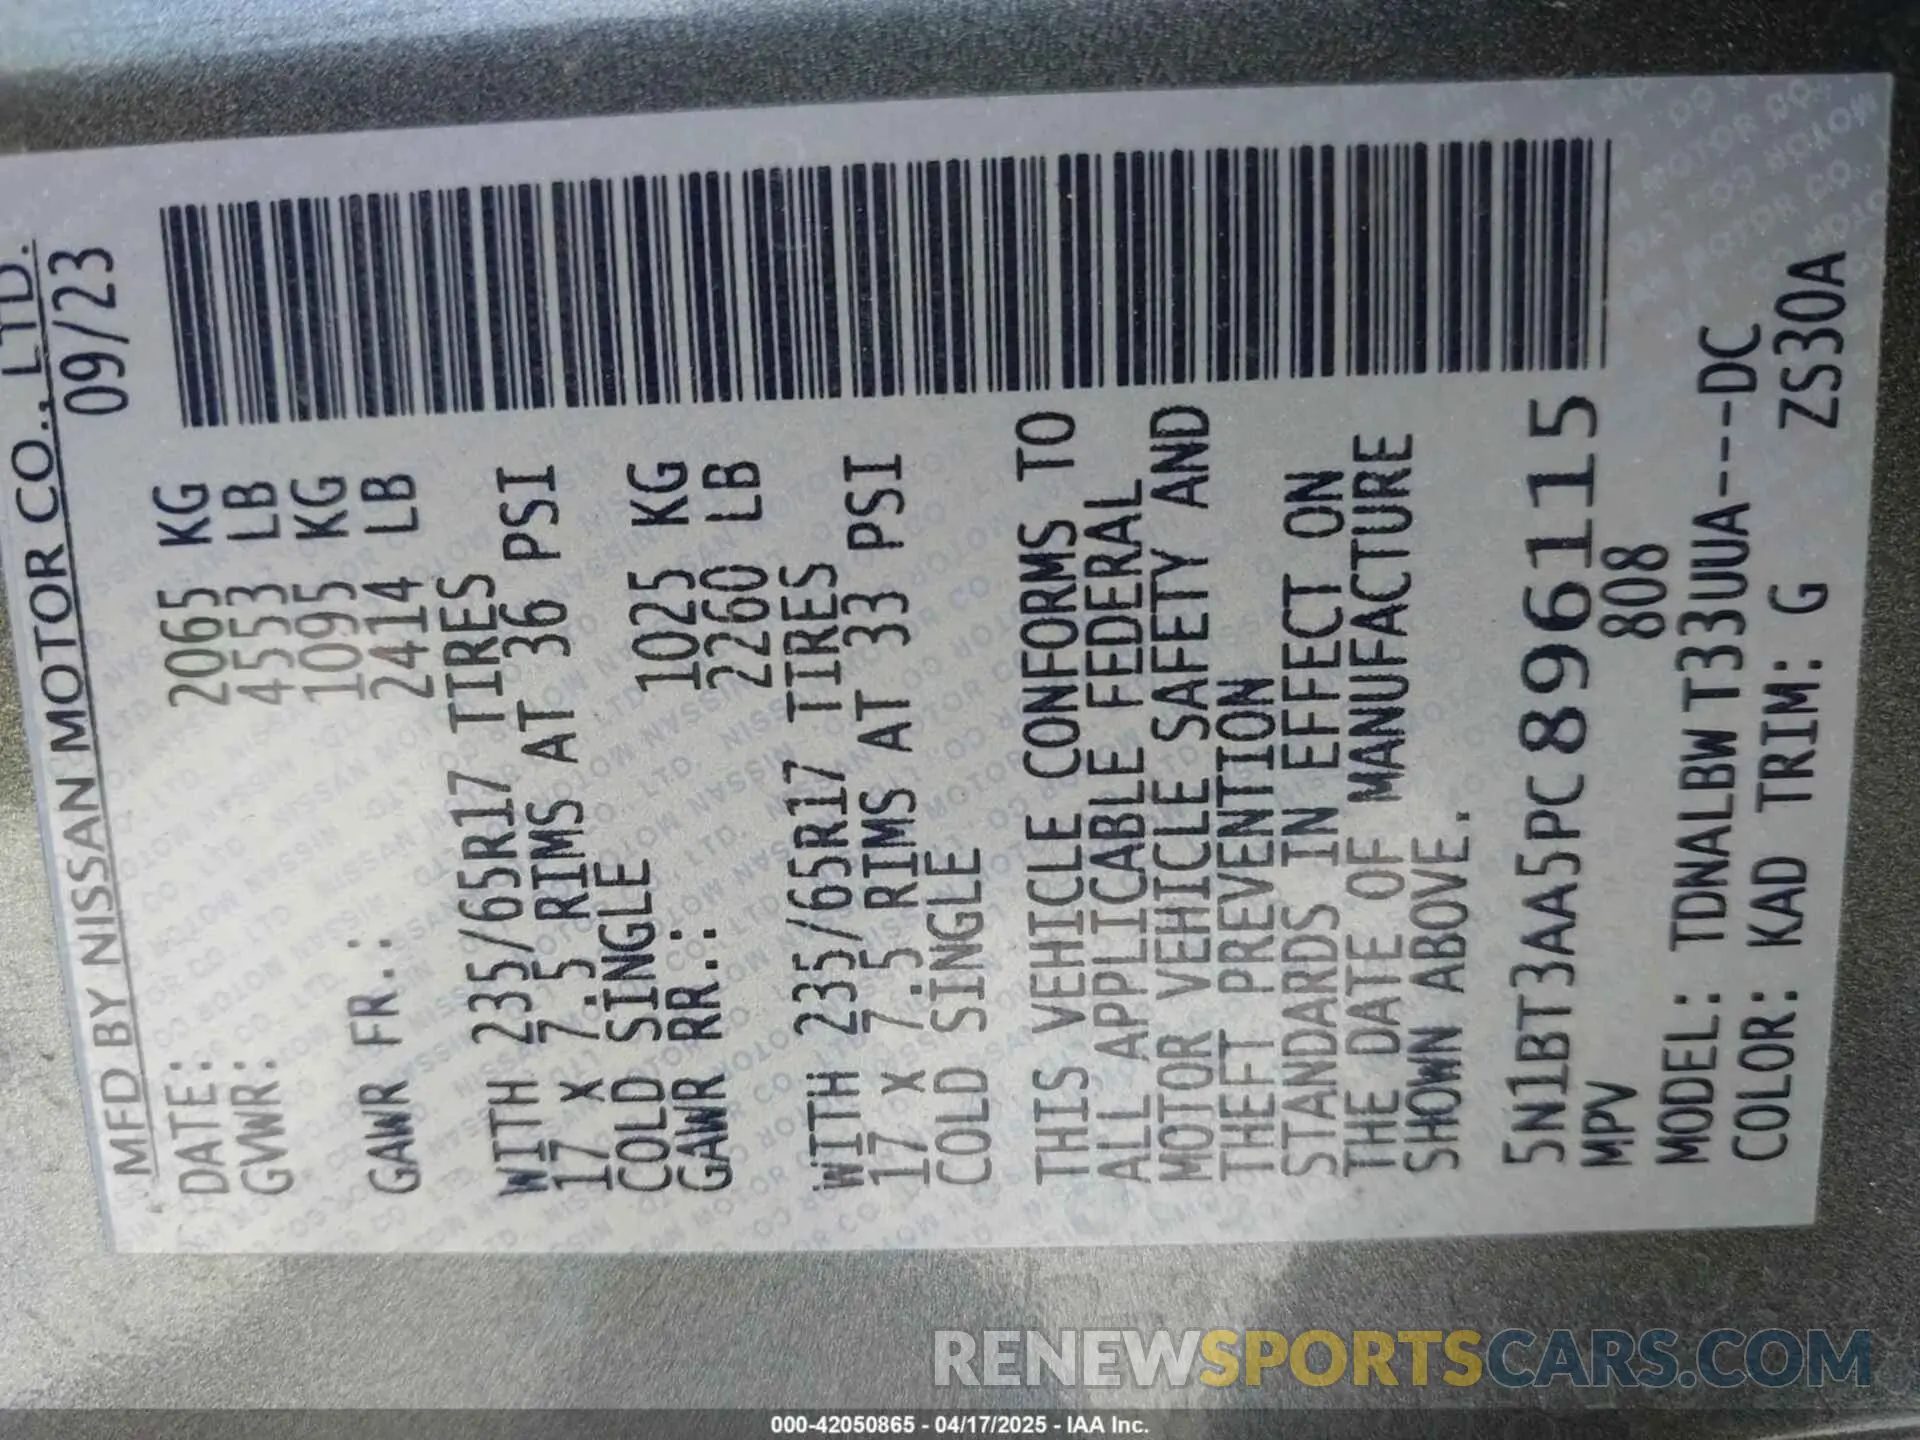 MFD BY NISSAN MOTOR CO., LTD.
DATE: 09/23
GVWR: 2065 KG
4553 LB
GAWR FR.: 1095 KG
2414 LB
WITH 235/65R17 TIRES
17 x 7.5 RIMS AT 36 PSI
COLD SINGLE
GAWR RR.: 1025 KG
2260 LB
WITH 235/65R17 TIRES
17 x 7.5 RIMS AT 33 PSI
COLD SINGLE
THIS VEHICLE CONFORMS TO
ALL APPLICABLE FEDERAL
MOTOR VEHICLE SAFETY AND
THEFT PREVENTION
STANDARDS IN EFFECT ON
THE DATE OF MANUFACTURE
SHOWN ABOVE.
5N1BT3AA5PC896115
MPV 808
MODEL: TDNALBW T33UUA---DC
COLOR: KAD TRIM: G ZS30A
RENEWSPORTSCARS.COM
000-42050865 - 04/17/2025 - IAA Inc.